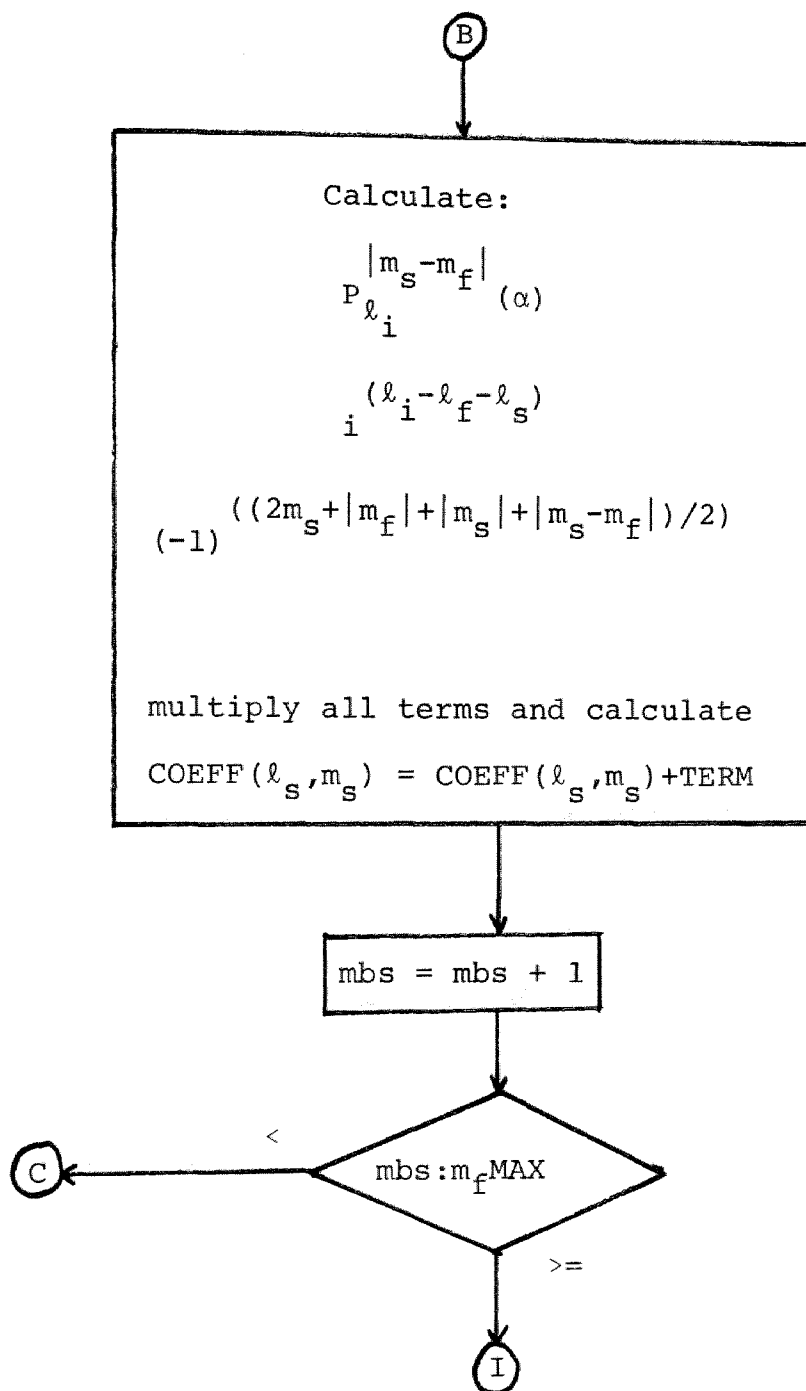 B
Calculate:
P_{ℓ_i}^{|m_s-m_f|}(α)
i^{(ℓ_i-ℓ_f-ℓ_s)}
(-1)^{((2m_s+|m_f|+|m_s|+|m_s-m_f|)/2)}
multiply all terms and calculate
COEFF(ℓ_s,m_s) = COEFF(ℓ_s,m_s)+TERM
mbs = mbs + 1
<
C
mbs:m_fMAX
>=
I